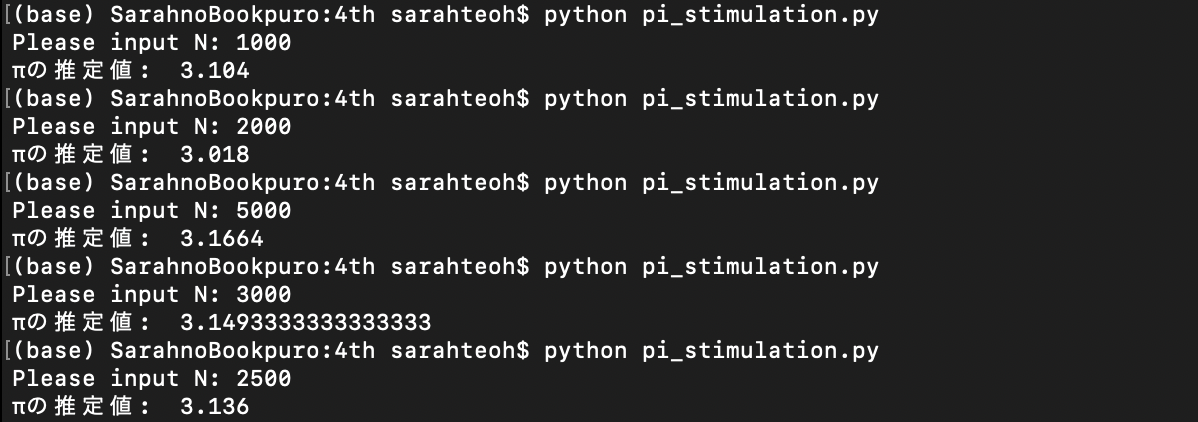 [(base) SarahnoBookpuro:4th sarahteoh$ python pi_stimulation.py
Please input N: 1000
πの推定値： 3.104
[(base) SarahnoBookpuro:4th sarahteoh$ python pi_stimulation.py
Please input N: 2000
πの推定値： 3.018
[(base) SarahnoBookpuro:4th sarahteoh$ python pi_stimulation.py
Please input N: 5000
πの推定値： 3.1664
[(base) SarahnoBookpuro:4th sarahteoh$ python pi_stimulation.py
Please input N: 3000
πの推定値： 3.1493333333333333
[(base) SarahnoBookpuro:4th sarahteoh$ python pi_stimulation.py
Please input N: 2500
πの推定値： 3.136